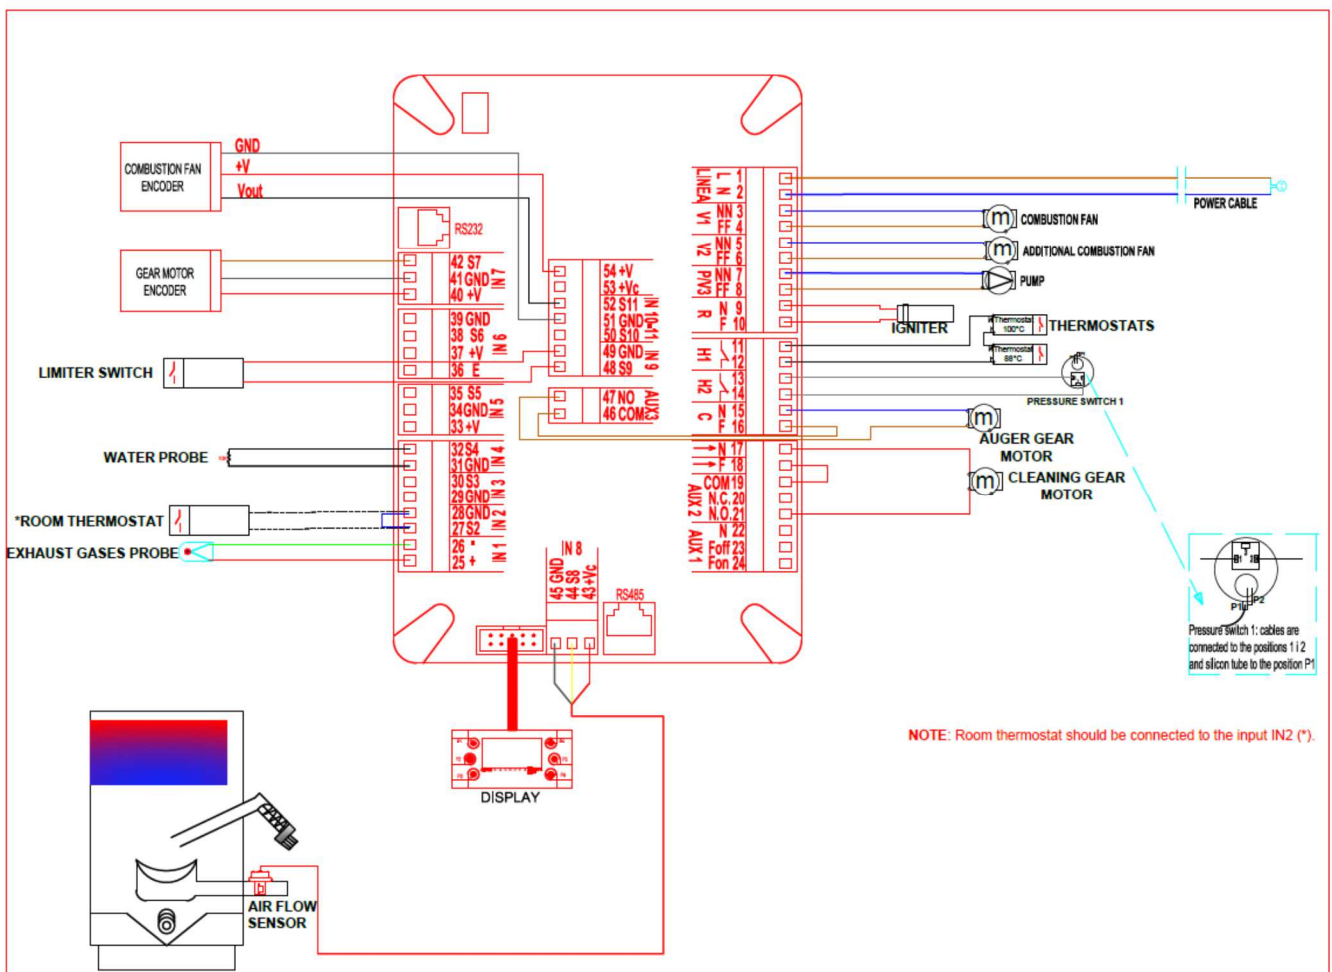 GND
+V
Vout
COMBUSTION FAN
ENCODER
GEAR MOTOR
ENCODER
LIMITER SWITCH
WATER PROBE
*ROOM THERMOSTAT
EXHAUST GASES PROBE
RS232
42 S7
41 GND
40 +V
IN 7
39 GND
38 S6
37 +V
36 E
IN 6
35 S5
34 GND
33 +V
IN 5
32 S4
31 GND
IN 4
30 S3
29 GND
IN 3
28 GND
27 S2
IN 2
26 -
25 +
IN 1
54 +V
53 +Vc
52 S11
51 GND
50 S10
IN 10-11
49 GND
48 S9
IN 9
47 NO
46 COM
AUX3
IN 8
45 GND
44 S8
43 +Vc
RS485
LINEA
L 1
N 2
V1
NN 3
FF 4
V2
NN 5
FF 6
P/V3
NN 7
FF 8
R
N 9
F 10
H1
11
12
H2
13
14
C
N 15
F 16
N 17
F 18
AUX 2
COM 19
N.C. 20
N.O. 21
AUX 1
N 22
Foff 23
Fon 24
POWER CABLE
m
COMBUSTION FAN
m
ADDITIONAL COMBUSTION FAN
PUMP
IGNITER
Thermostat
100°C
THERMOSTATS
Thermostat
88°C
PRESSURE SWITCH 1
m
AUGER GEAR
MOTOR
m
CLEANING GEAR
MOTOR
1 2
P1 P2
Pressure switch 1: cables are
connected to the positions 1 i 2
and silicon tube to the position P1
NOTE: Room thermostat should be connected to the input IN2 (*).
DISPLAY
AIR FLOW
SENSOR